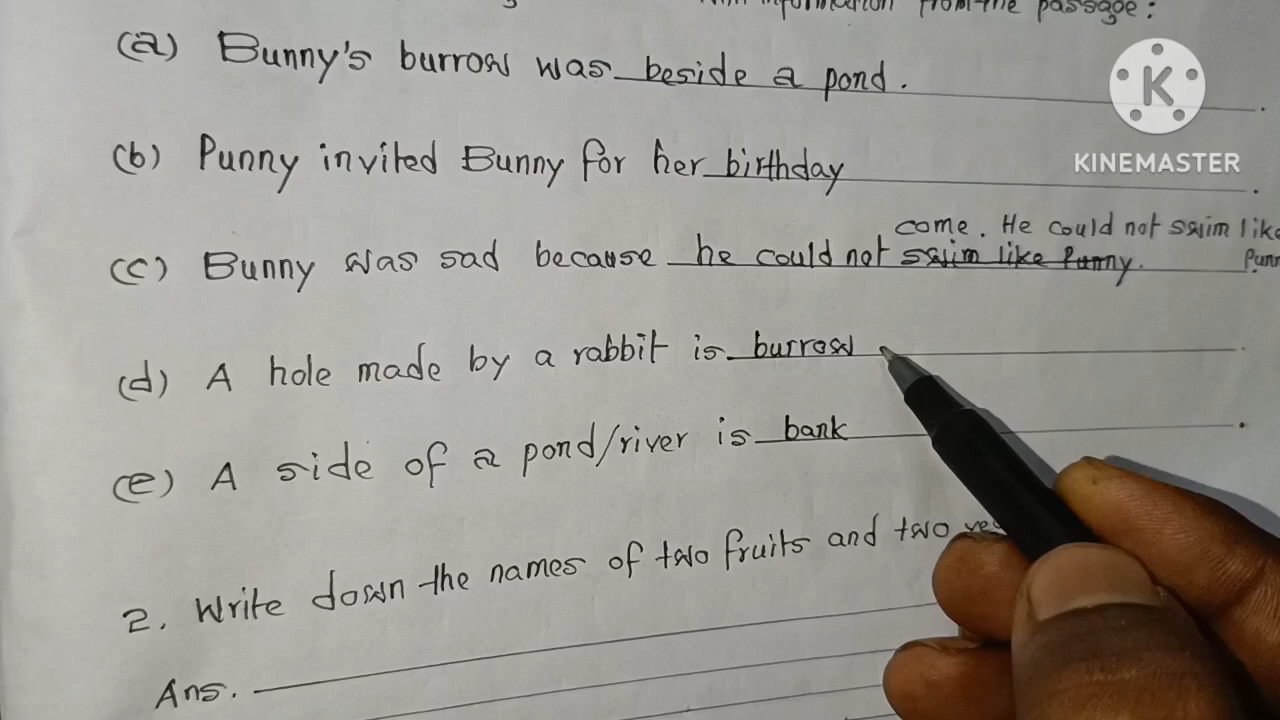 information from the passage:
(a) Bunny's burrow was beside a pond.
K
KINEMASTER
(b) Punny invited Bunny for her birthday.
come. He could not swim like
(c) Bunny was sad because he could not swim like Punny.
(d) A hole made by a rabbit is burrow.
(e) A side of a pond/river is bank.
2. Write down the names of two fruits and two
Ans.